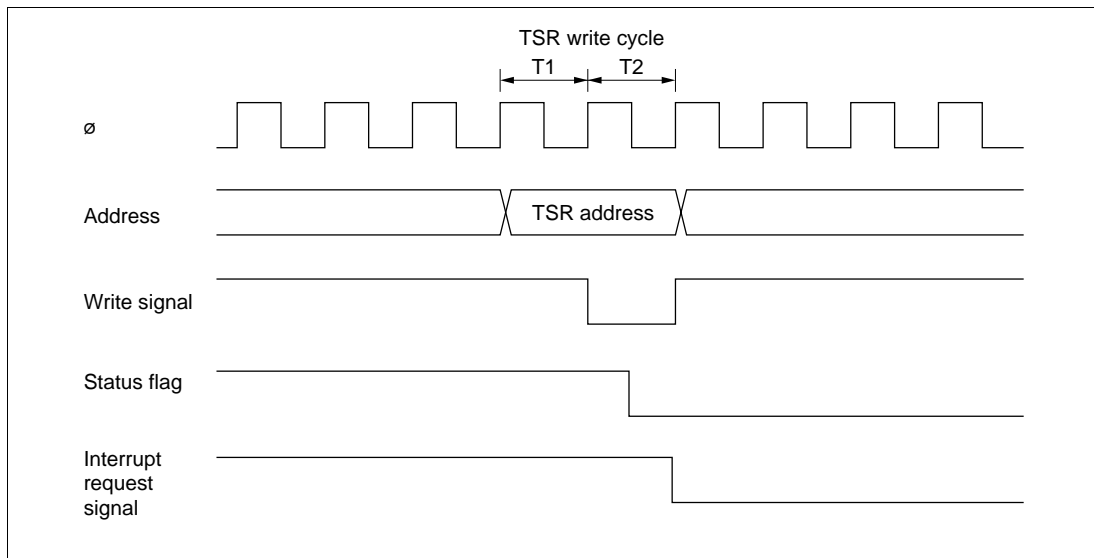 TSR write cycle
T1
T2
ø
Address
TSR address
Write signal
Status flag
Interrupt
request
signal